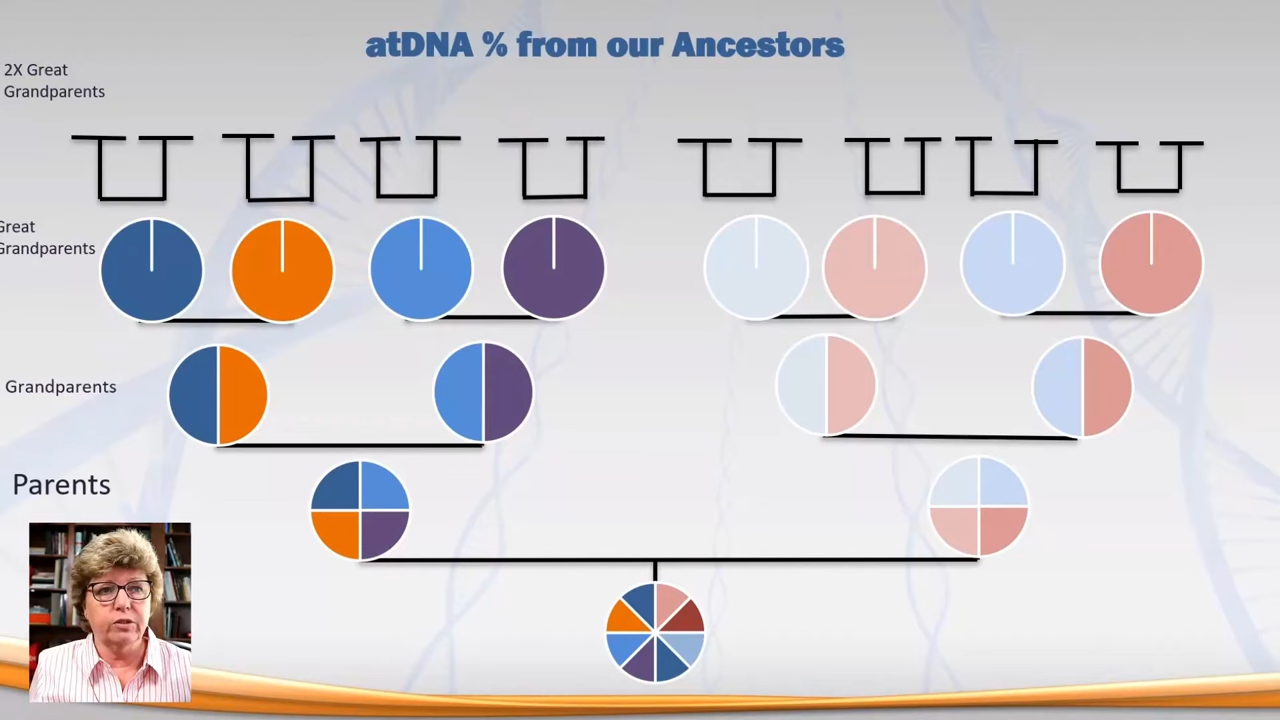 atDNA % from our Ancestors
2X Great
Grandparents
Great
Grandparents
Grandparents
Parents